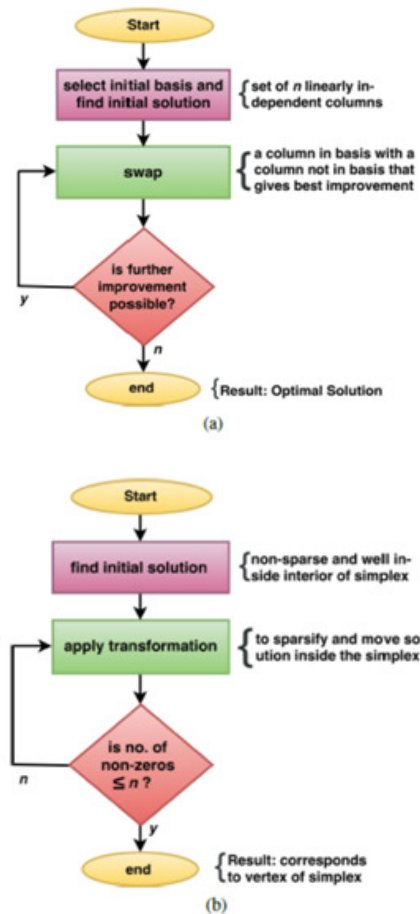 Start
select initial basis and
find initial solution
set of n linearly in-
dependent columns
swap
a column in basis with a
column not in basis that
gives best improvement
is further
improvement
possible?
y
n
end
Result: Optimal Solution
(a)
Start
find initial solution
non-sparse and well in-
side interior of simplex
apply transformation
to sparsify and move so
ution inside the simplex
is no. of
non-zeros
≤ n ?
n
y
end
Result: corresponds
to vertex of simplex
(b)